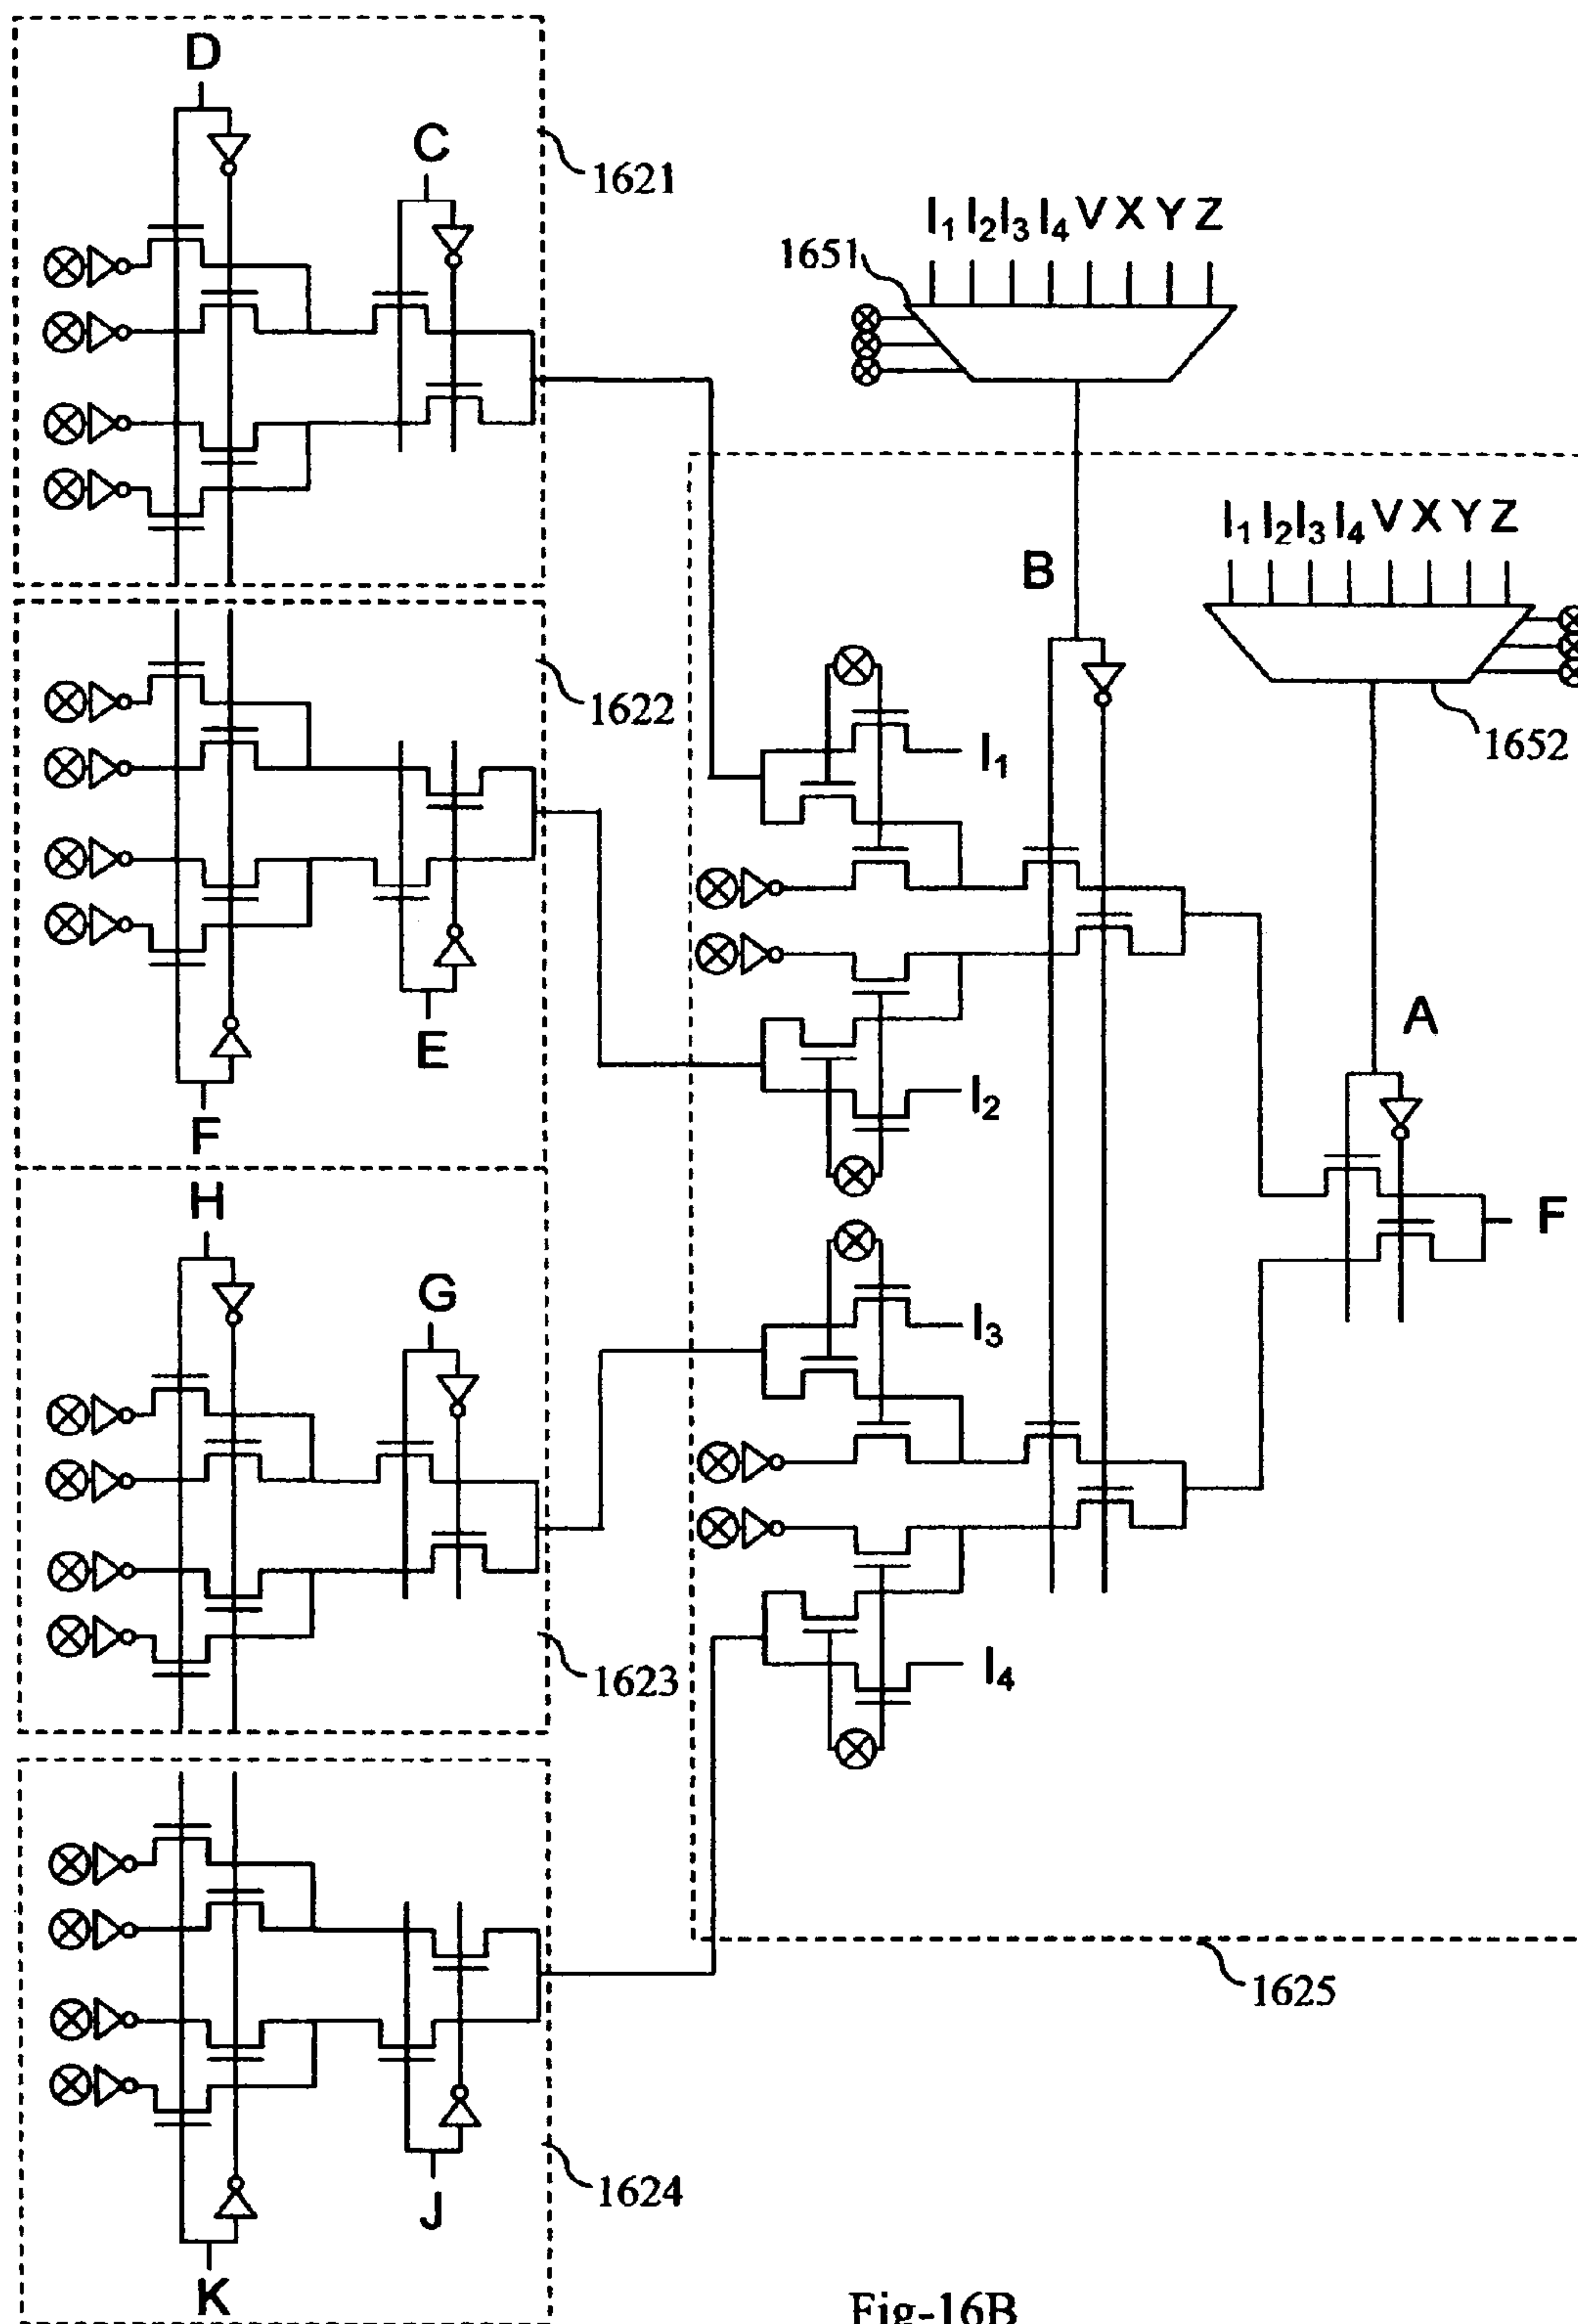 D
C
1621
I1 I2 I3 I4 V X Y Z
1651
I1 I2 I3 I4 V X Y Z
B
1622
1652
I1
A
E
I2
F
H
F
G
I3
1623
I4
1625
J
1624
K
Fig-16B